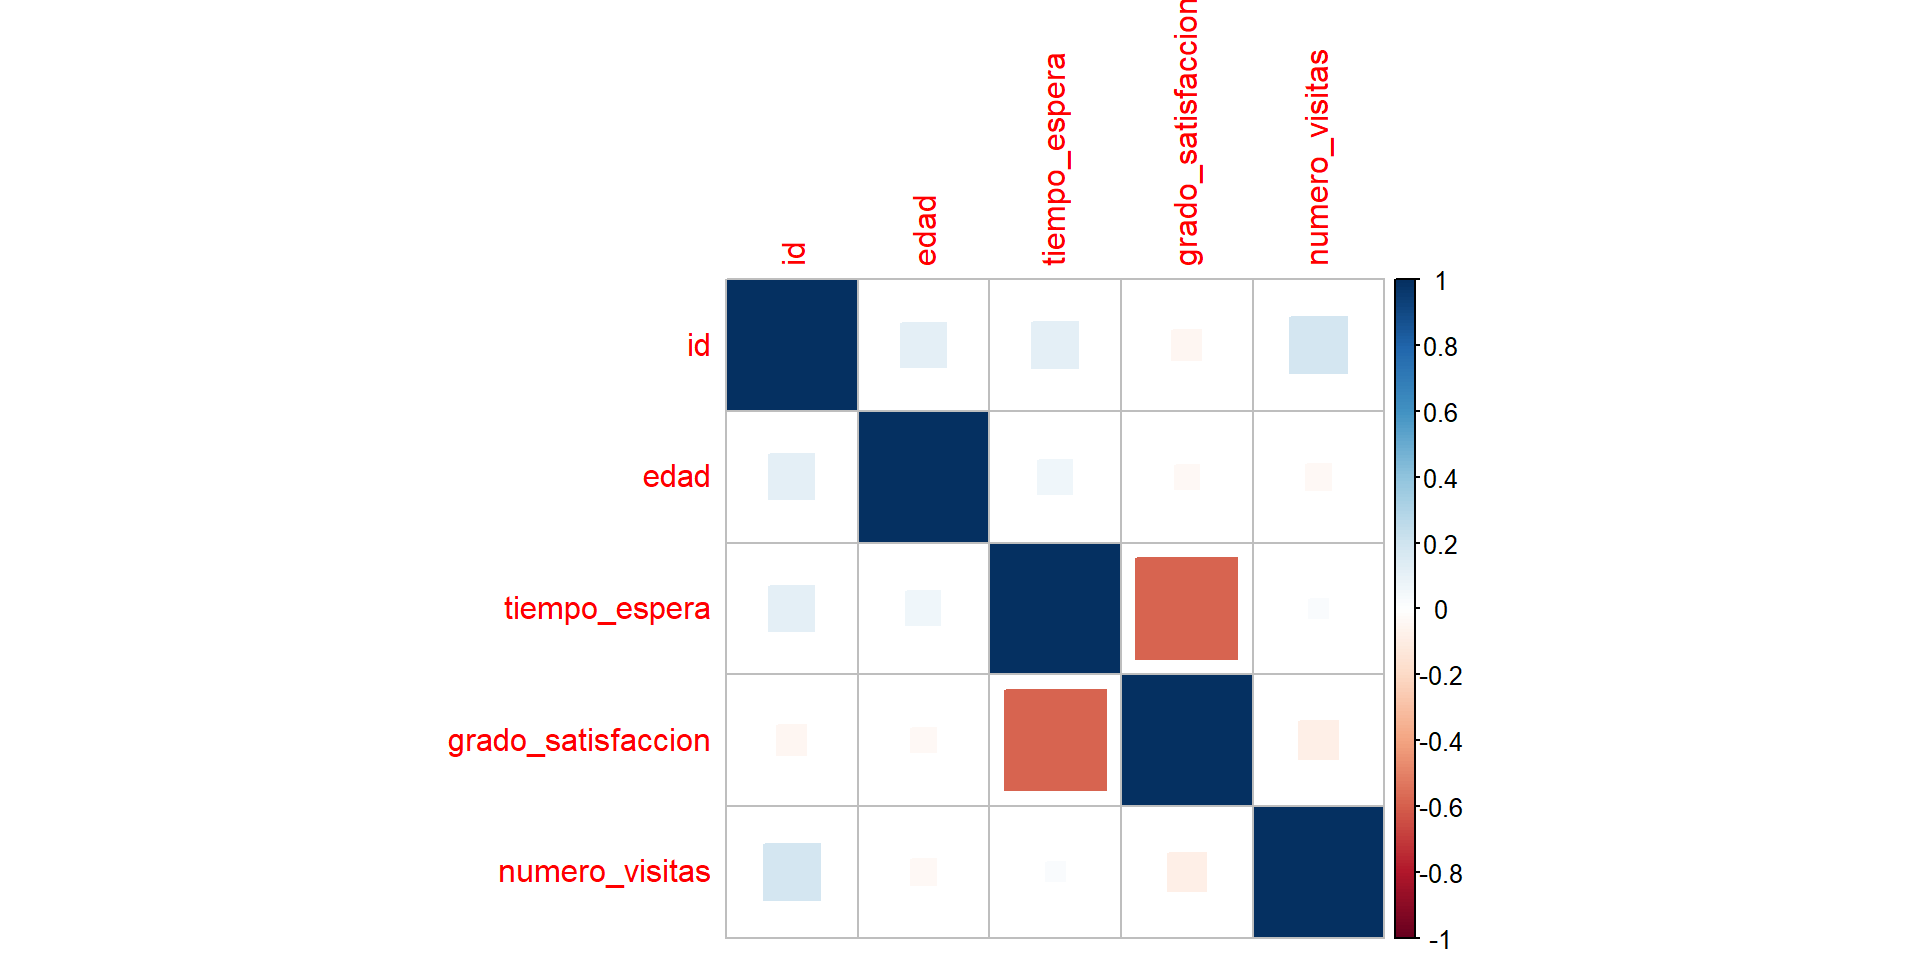 id
edad
tiempo_espera
grado_satisfaccion
numero_visitas
id
edad
tiempo_espera
grado_satisfaccion
numero_visitas
1
0.8
0.6
0.4
0.2
0
-0.2
-0.4
-0.6
-0.8
-1